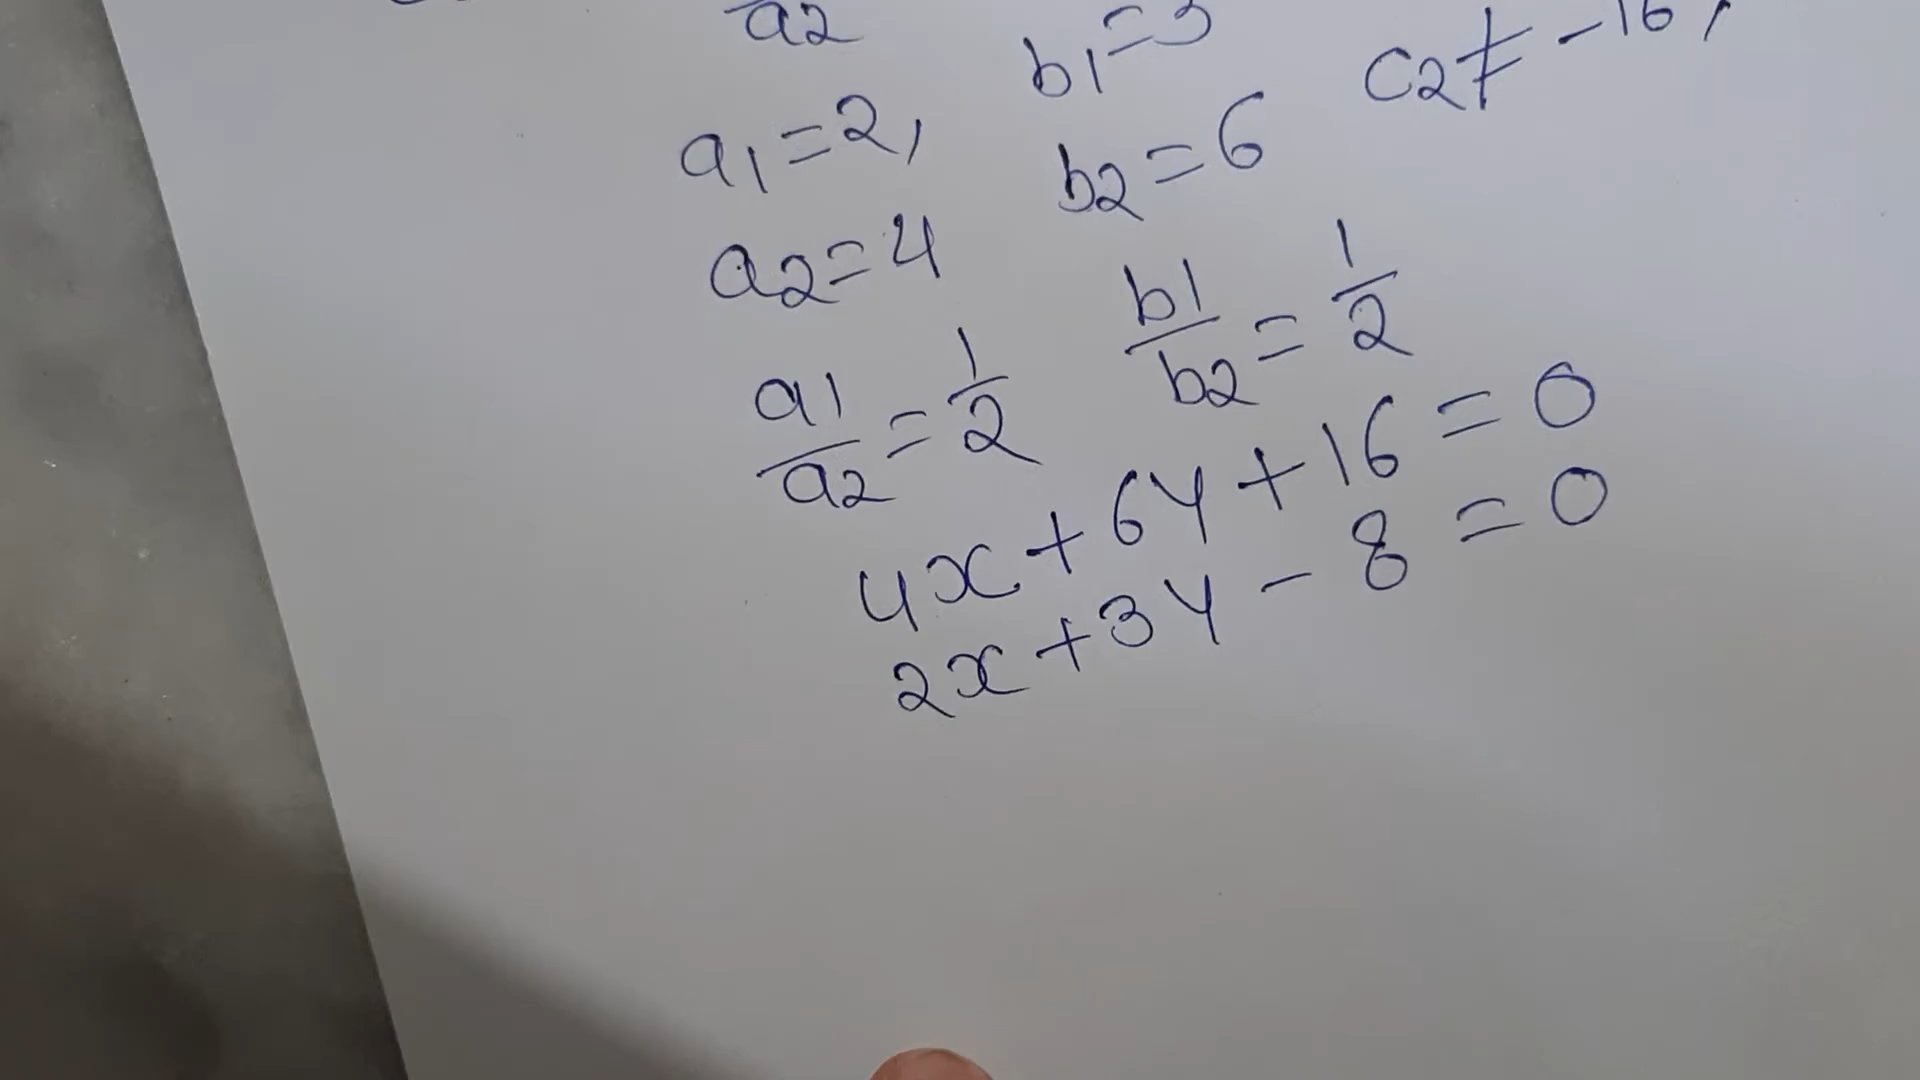 a2
b1=3
c2≠-16,
a1=2,
b2=6
a2=4
b1/b2=1/2
a1/a2=1/2
4x+6y+16=0
2x+3y-8=0